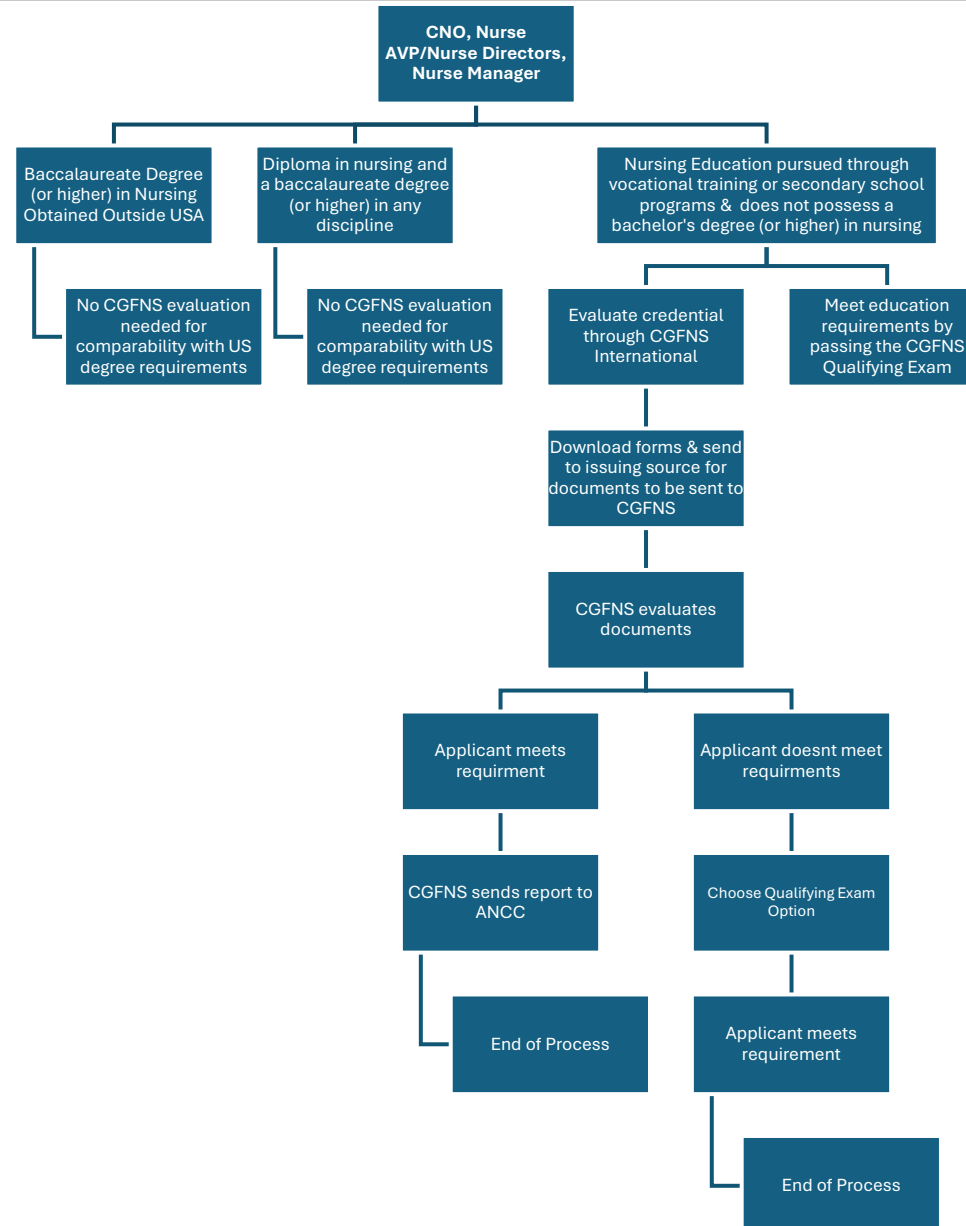 CNO, Nurse
AVP/Nurse Directors,
Nurse Manager
Baccalaureate Degree
(or higher) in Nursing
Obtained Outside USA
Diploma in nursing and
a baccalaureate degree
(or higher) in any
discipline
Nursing Education pursued through
vocational training or secondary school
programs & does not possess a
bachelor's degree (or higher) in nursing
No CGFNS evaluation
needed for
comparability with US
degree requirements
No CGFNS evaluation
needed for
comparability with US
degree requirements
Evaluate credential
through CGFNS
International
Meet education
requirements by
passing the CGFNS
Qualifying Exam
Download forms & send
to issuing source for
documents to be sent to
CGFNS
CGFNS evaluates
documents
Applicant meets
requirment
Applicant doesnt meet
requirments
CGFNS sends report to
ANCC
Choose Qualifying Exam
Option
End of Process
Applicant meets
requirement
End of Process